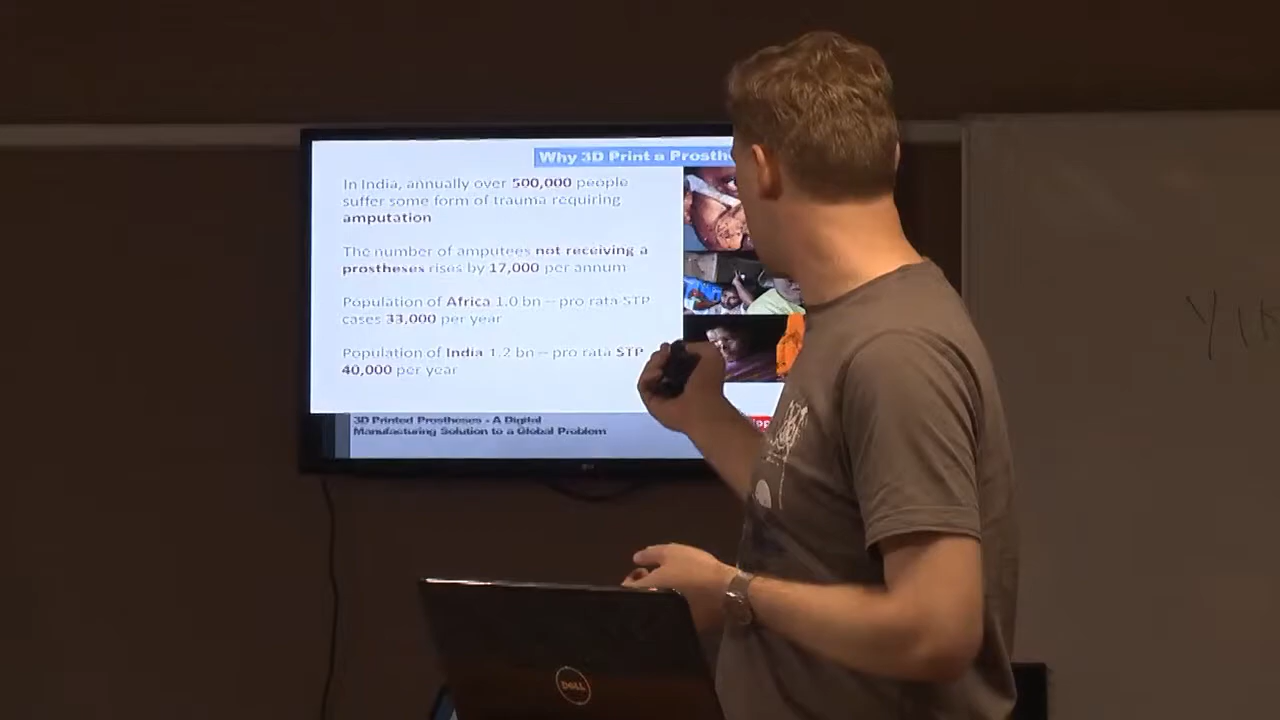 Why 3D Print a Prosth
In India, annually over 500,000 people
suffer some form of trauma requiring
amputation
The number of amputees not receiving a
prostheses rises by 17,000 per annum
Population of Africa 1.0 bn – pro rata STP
cases 33,000 per year
Population of India 1.2 bn – pro rata STP
40,000 per year
3D Printed Prostheses - A Digital
Manufacturing Solution to a Global Problem
LG
DELL